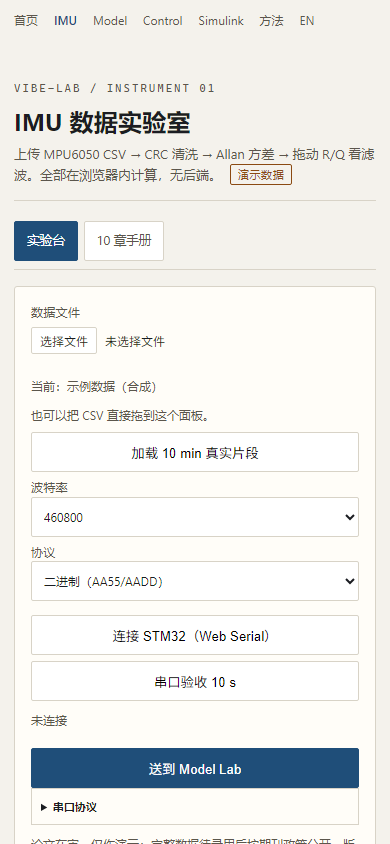 首页 IMU Model Control Simulink 方法 EN
VIBE-LAB / INSTRUMENT 01
IMU 数据实验室
上传 MPU6050 CSV → CRC 清洗 → Allan 方差 → 拖动 R/Q 看滤
波。全部在浏览器内计算，无后端。 演示数据
实验台 10 章手册
数据文件
选择文件 未选择文件
当前：示例数据（合成）
也可以把 CSV 直接拖到这个面板。
加载 10 min 真实片段
波特率
460800
协议
二进制（AA55/AADD）
连接 STM32（Web Serial）
串口验收 10 s
未连接
送到 Model Lab
▶ 串口协议